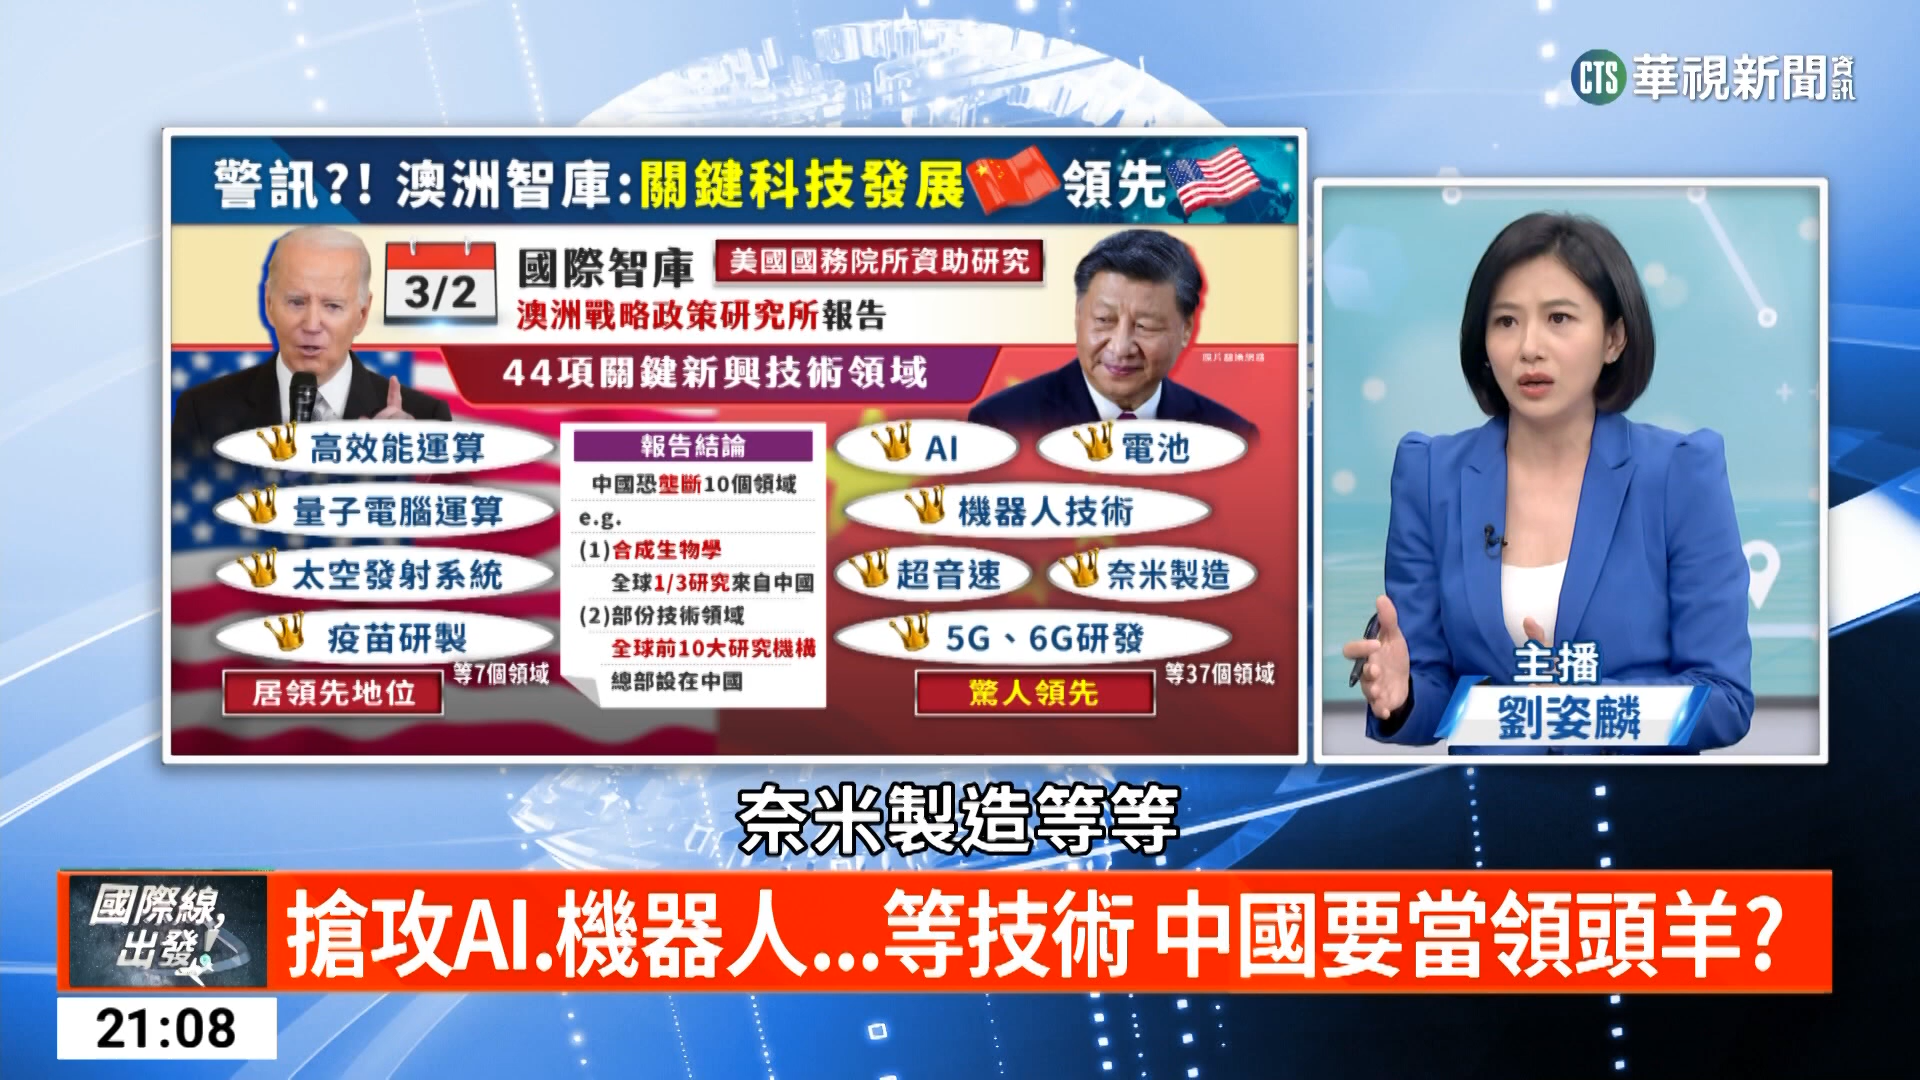 CTS 華視新聞資訊
警訊?! 澳洲智庫:關鍵科技發展 領先
3/2
國際智庫 美國國務院所資助研究
澳洲戰略政策研究所報告
44項關鍵新興技術領域
高效能運算
量子電腦運算
太空發射系統
疫苗研製
等7個領域
居領先地位
報告結論
中國恐壟斷10個領域
e.g.
(1)合成生物學
全球1/3研究來自中國
(2)部份技術領域
全球前10大研究機構
總部設在中國
AI
電池
機器人技術
超音速
奈米製造
5G、6G研發
等37個領域
驚人領先
主播
劉姿麟
奈米製造等等
國際線,
出發!
搶攻AI.機器人...等技術 中國要當領頭羊?
21:08